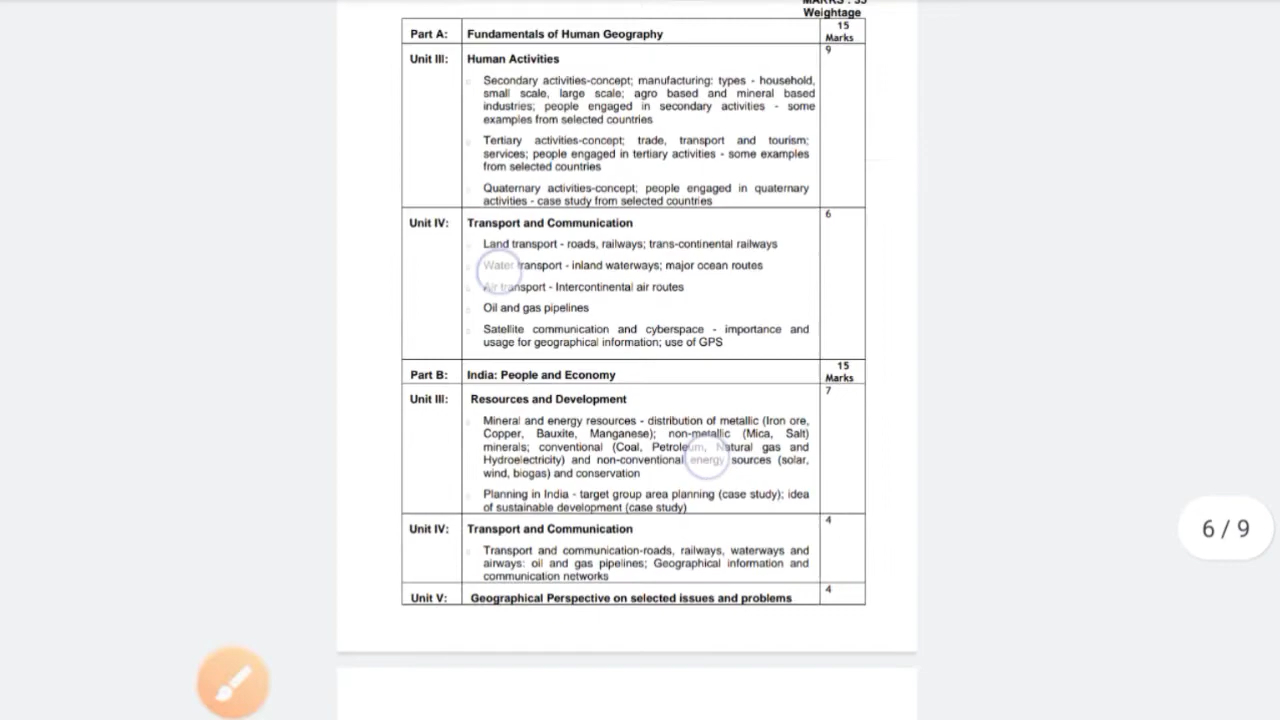 MARKS : 35
Weightage
Part A: Fundamentals of Human Geography 15 Marks
Unit III: Human Activities 9
Secondary activities-concept; manufacturing: types - household,
small scale, large scale; agro based and mineral based
industries; people engaged in secondary activities - some
examples from selected countries
Tertiary activities-concept; trade, transport and tourism;
services; people engaged in tertiary activities - some examples
from selected countries
Quaternary activities-concept; people engaged in quaternary
activities - case study from selected countries
Unit IV: Transport and Communication 6
Land transport - roads, railways; trans-continental railways
Water transport - inland waterways; major ocean routes
Air transport - Intercontinental air routes
Oil and gas pipelines
Satellite communication and cyberspace - importance and
usage for geographical information; use of GPS
Part B: India: People and Economy 15 Marks
Unit III: Resources and Development 7
Mineral and energy resources - distribution of metallic (Iron ore,
Copper, Bauxite, Manganese); non-metallic (Mica, Salt)
minerals; conventional (Coal, Petroleum, Natural gas and
Hydroelectricity) and non-conventional energy sources (solar,
wind, biogas) and conservation
Planning in India - target group area planning (case study); idea
of sustainable development (case study)
Unit IV: Transport and Communication 4
Transport and communication-roads, railways, waterways and
airways: oil and gas pipelines; Geographical information and
communication networks
Unit V: Geographical Perspective on selected issues and problems 4
6 / 9